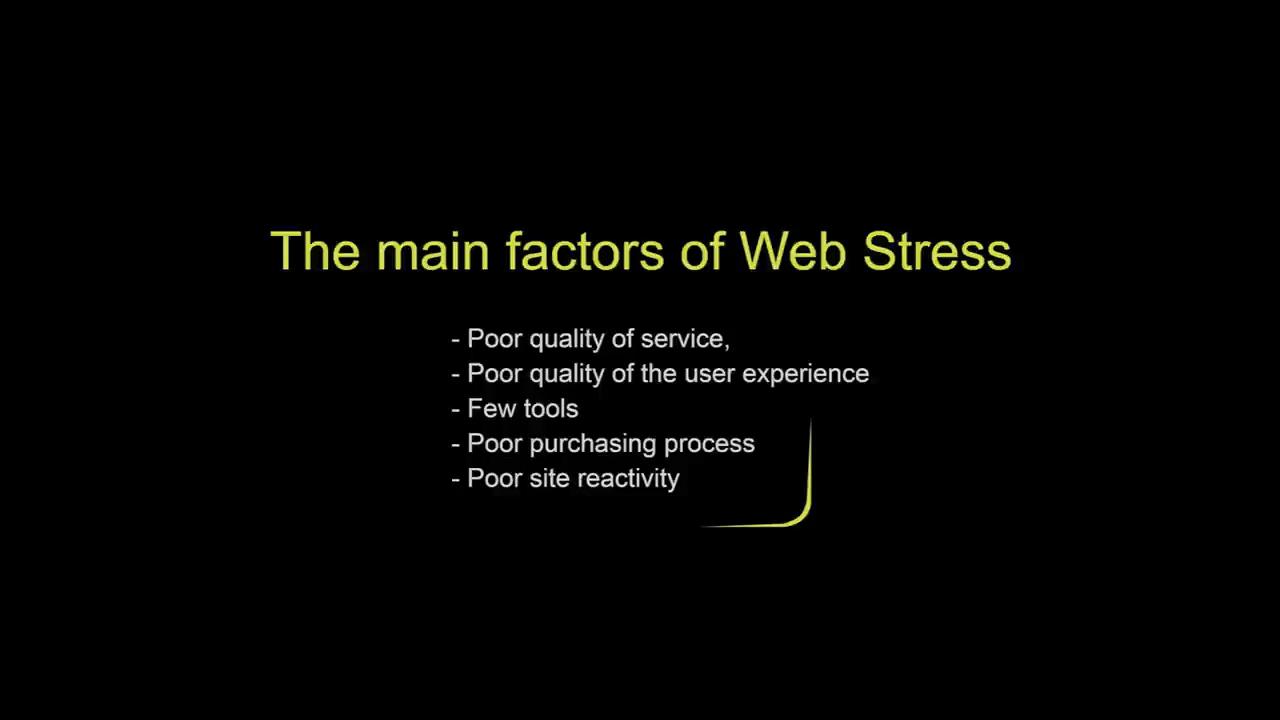 The main factors of Web Stress
- Poor quality of service,
- Poor quality of the user experience
- Few tools
- Poor purchasing process
- Poor site reactivity